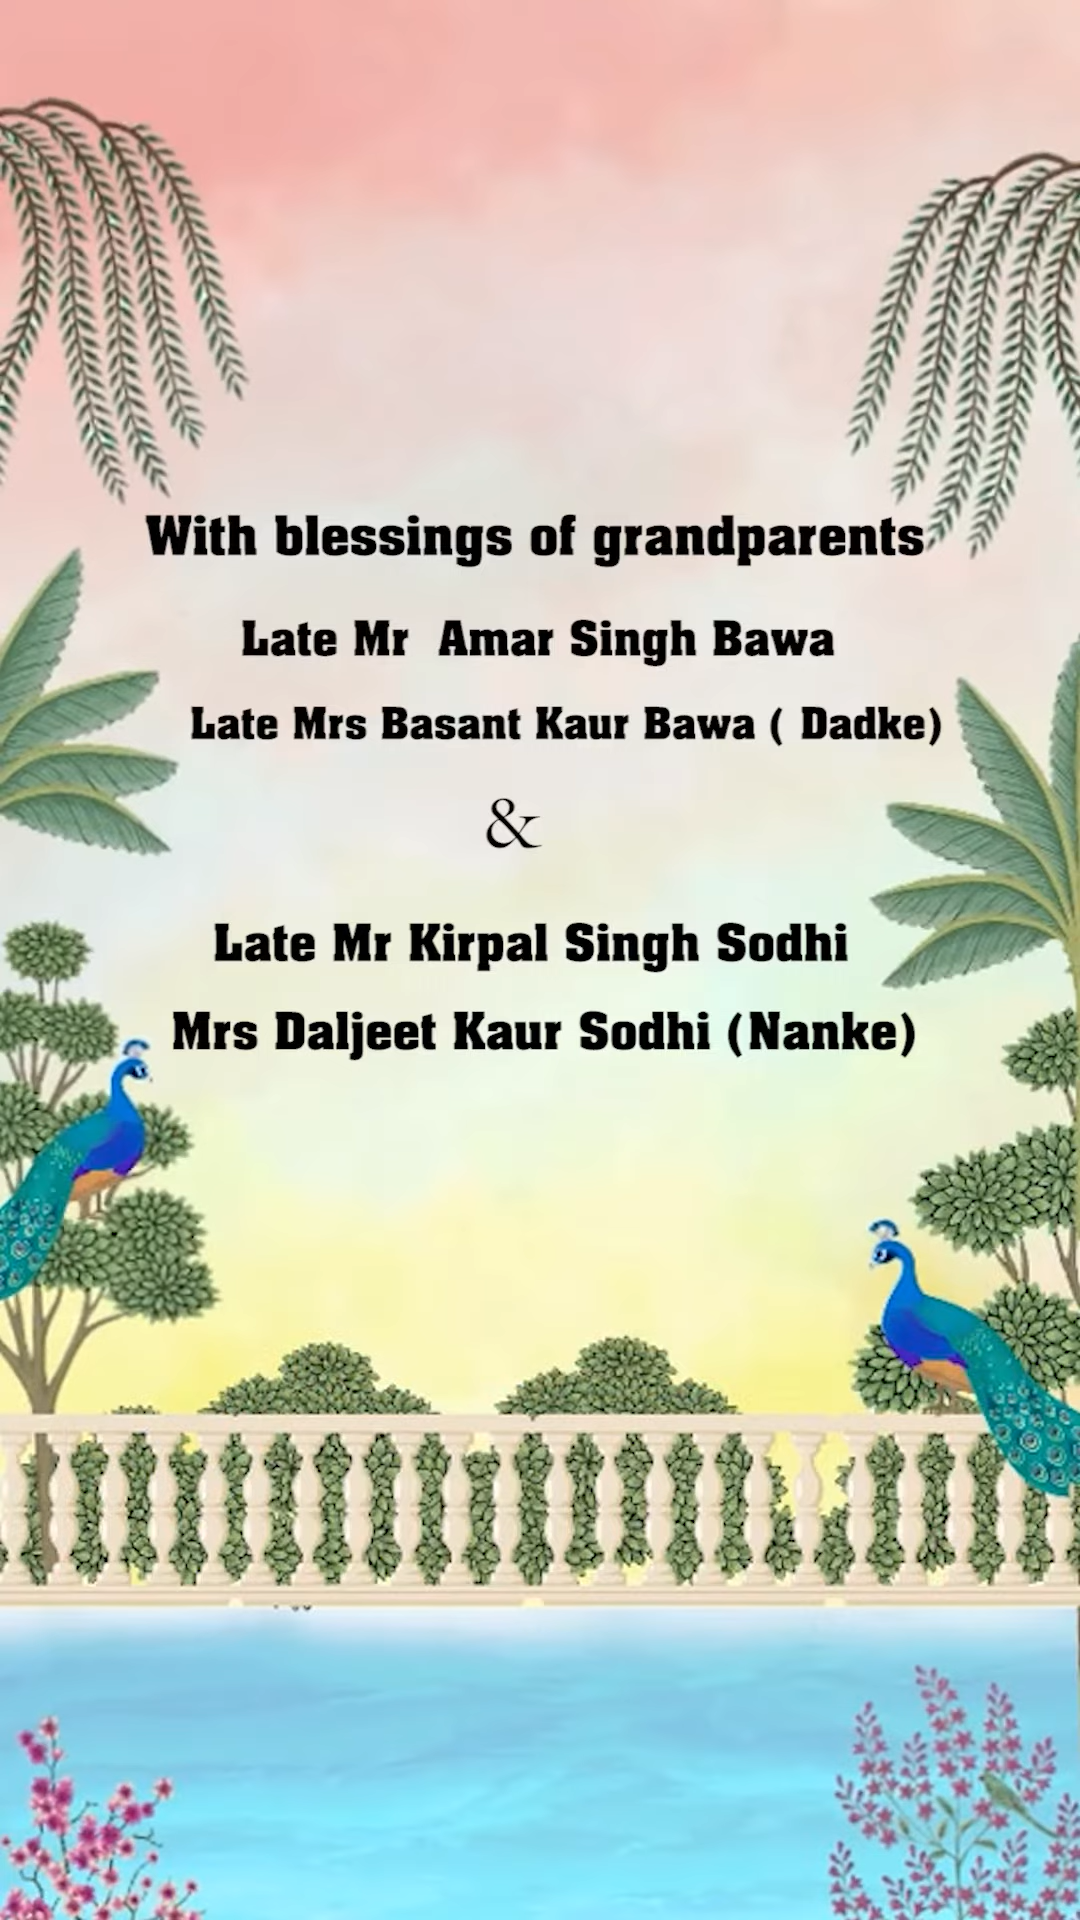 With blessings of grandparents
Late Mr Amar Singh Bawa
Late Mrs Basant Kaur Bawa ( Dadke)
&
Late Mr Kirpal Singh Sodhi
Mrs Daljeet Kaur Sodhi (Nanke)